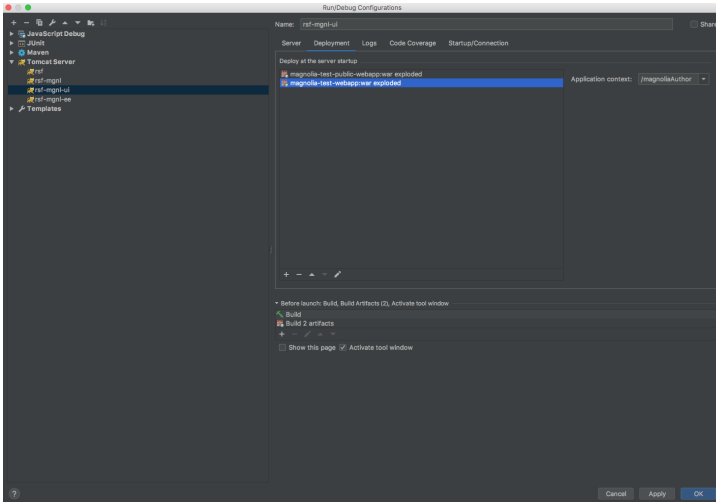 Run/Debug Configurations
Name: rsf-mgnl-ui
Share
JavaScript Debug
JUnit
Maven
Tomcat Server
rsf
rsf-mgnl
rsf-mgnl-ui
rsf-mgnl-ee
Templates
Server Deployment Logs Code Coverage Startup/Connection
Deploy at the server startup
magnolia-test-public-webapp:war exploded
magnolia-test-webapp:war exploded
Application context: /magnoliaAuthor
Before launch: Build, Build Artifacts (2), Activate tool window
Build
Build 2 artifacts
Show this page Activate tool window
? Cancel Apply OK